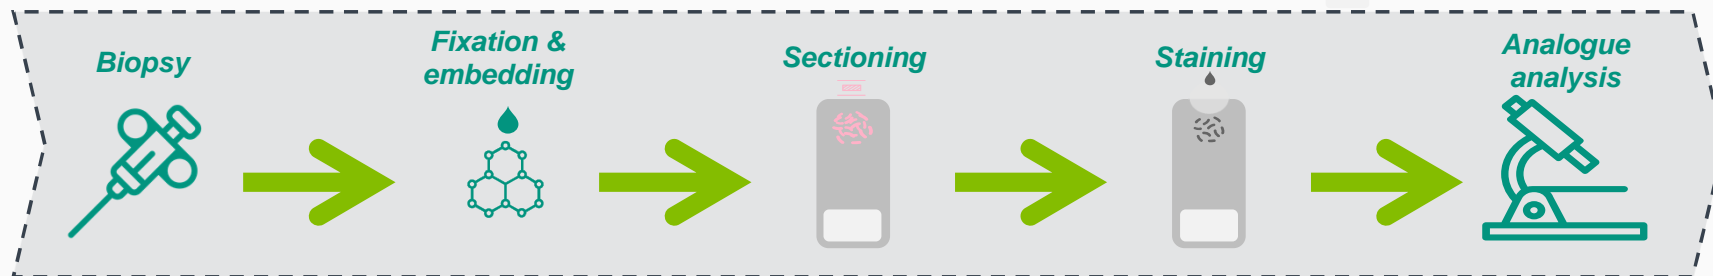 Biopsy
Fixation &
embedding
Sectioning
Staining
Analogue
analysis